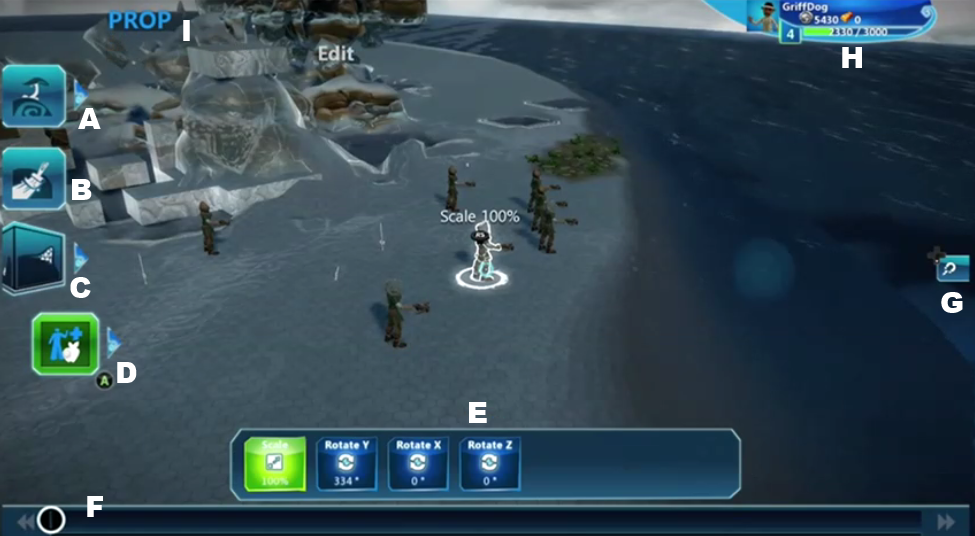 PROP
I
Edit
GriffDog
5430 0
4
2330 / 3000
H
A
B
Scale 100%
C
G
D
A
E
Scale
100%
Rotate Y
334 °
Rotate X
0 °
Rotate Z
0 °
F